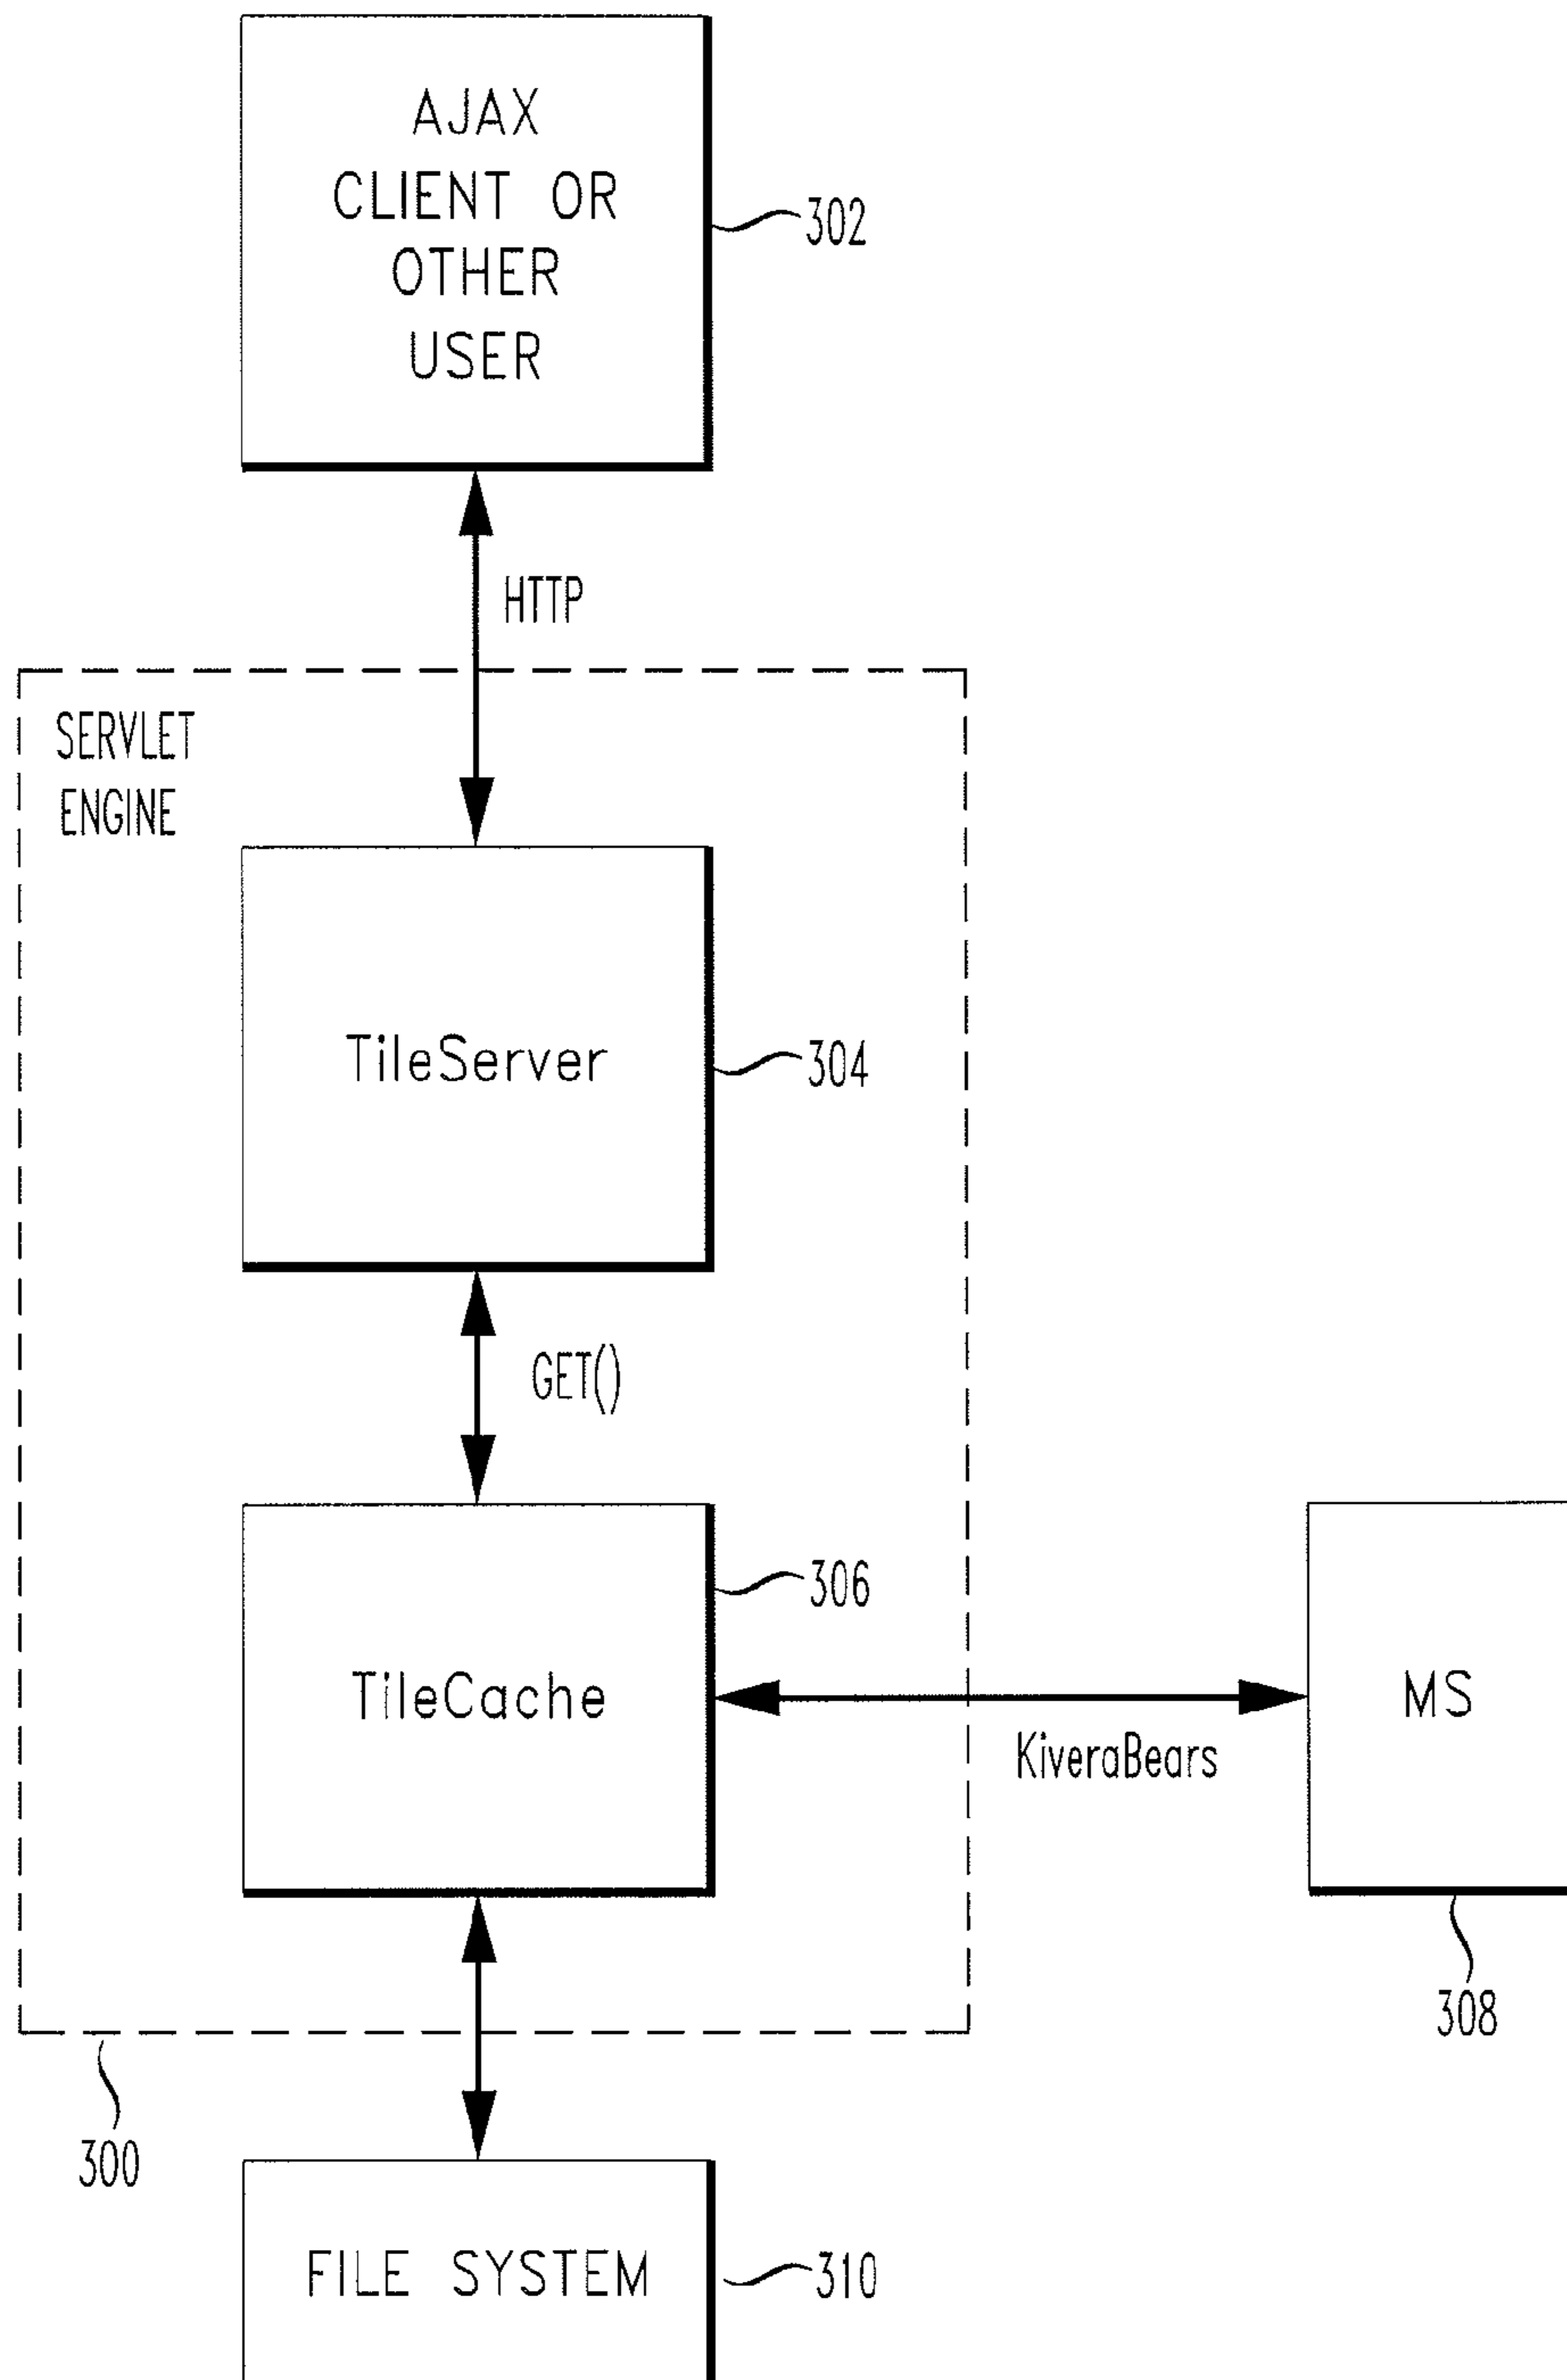 AJAX
CLIENT OR
OTHER
USER
302
HTTP
SERVLET
ENGINE
TileServer
304
GET()
306
TileCache
MS
KiveraBears
308
300
FILE SYSTEM
310